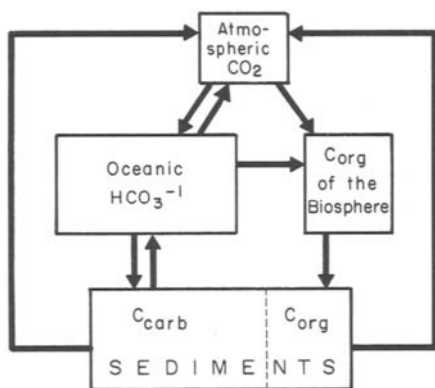 Atmo-
spheric
CO2
Oceanic
HCO3⁻¹
Corg
of the
Biosphere
Ccarb
Corg
SEDIMENTS